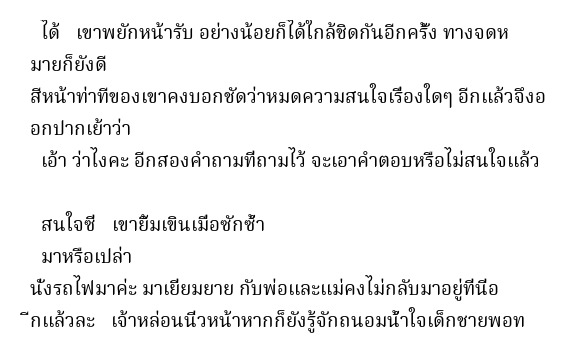 ได้   เขาพยักหน้ารับ อย่างน้อยก็ได้ใกล้ชิดกันอีกครั้ง ทางจดห
มายก็ยังดี
สีหน้าท่าทีของเขาคงบอกชัดว่าหมดความสนใจเรื่องใดๆ อีกแล้วจึงอ
อกปากเย้าว่า
เอ้า ว่าไงคะ อีกสองคำถามที่ถามไว้ จะเอาคำตอบหรือไม่สนใจแล้ว
สนใจซี   เขายิ้มเขินเมื่อซักซ้ำ
มาหรือเปล่า
นั่งรถไฟมาค่ะ มาเยี่ยมยาย กับพ่อและแม่คงไม่กลับมาอยู่ที่นี่อ
ีกแล้วละ   เจ้าหล่อนนิ่วหน้าหากก็ยังรู้จักถนอมน้ำใจเด็กชายพอท